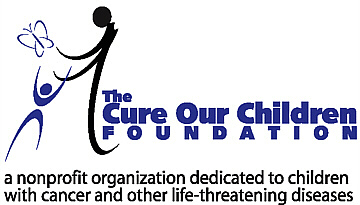 The
Cure Our Children
FOUNDATION
a nonprofit organization dedicated to children
with cancer and other life-threatening diseases